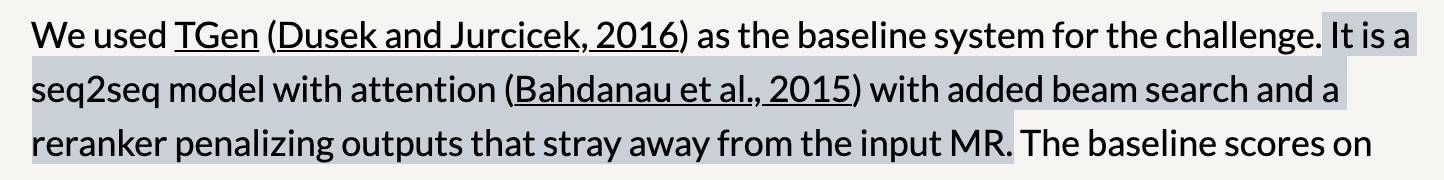 We used TGen (Dusek and Jurcicek, 2016) as the baseline system for the challenge. It is a
seq2seq model with attention (Bahdanau et al., 2015) with added beam search and a
reranker penalizing outputs that stray away from the input MR. The baseline scores on